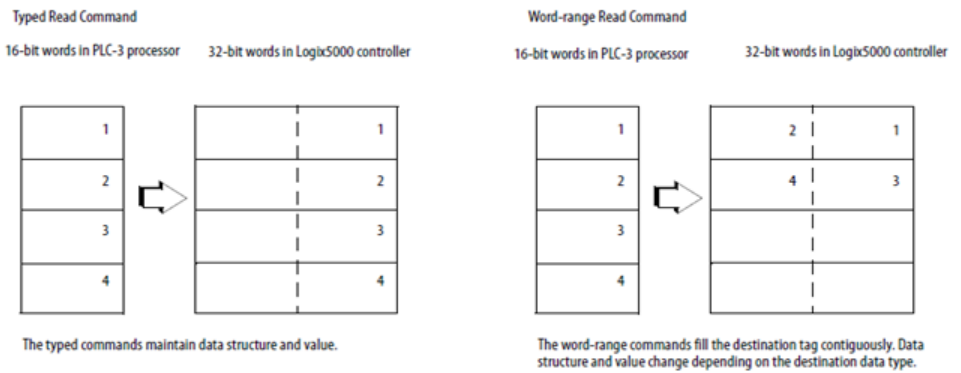 Typed Read Command
16-bit words in PLC-3 processor 32-bit words in Logix5000 controller
1 1
2 2
3 3
4 4
The typed commands maintain data structure and value.
Word-range Read Command
16-bit words in PLC-3 processor 32-bit words in Logix5000 controller
1 2 1
2 4 3
3
4
The word-range commands fill the destination tag contiguously. Data
structure and value change depending on the destination data type.